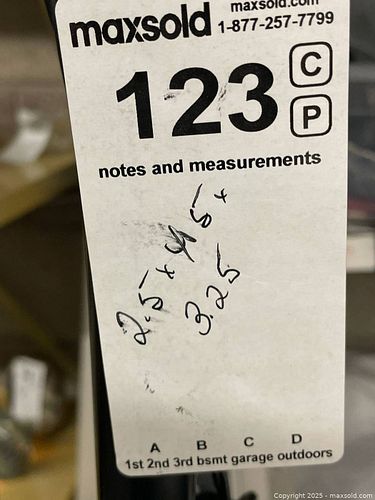 maxsold
maxsold.com
1-877-257-7799
123
C
P
notes and measurements
2.5 x 4.5 x
3.25
A B C D
1st 2nd 3rd bsmt garage outdoors
Copyright 2025 - maxsold.com